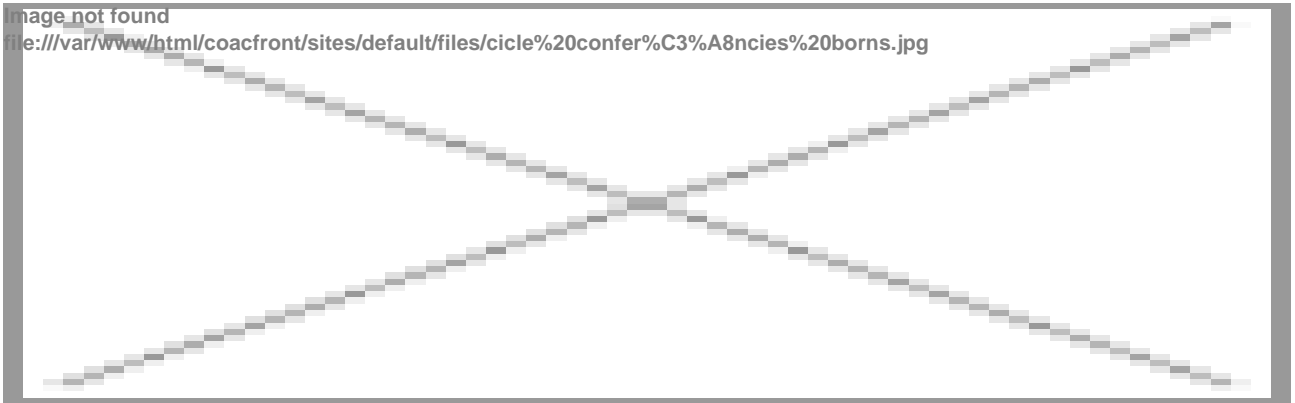 Image not found
file:///var/www/html/coacfront/sites/default/files/cicle%20confer%C3%A8ncies%20borns.jpg